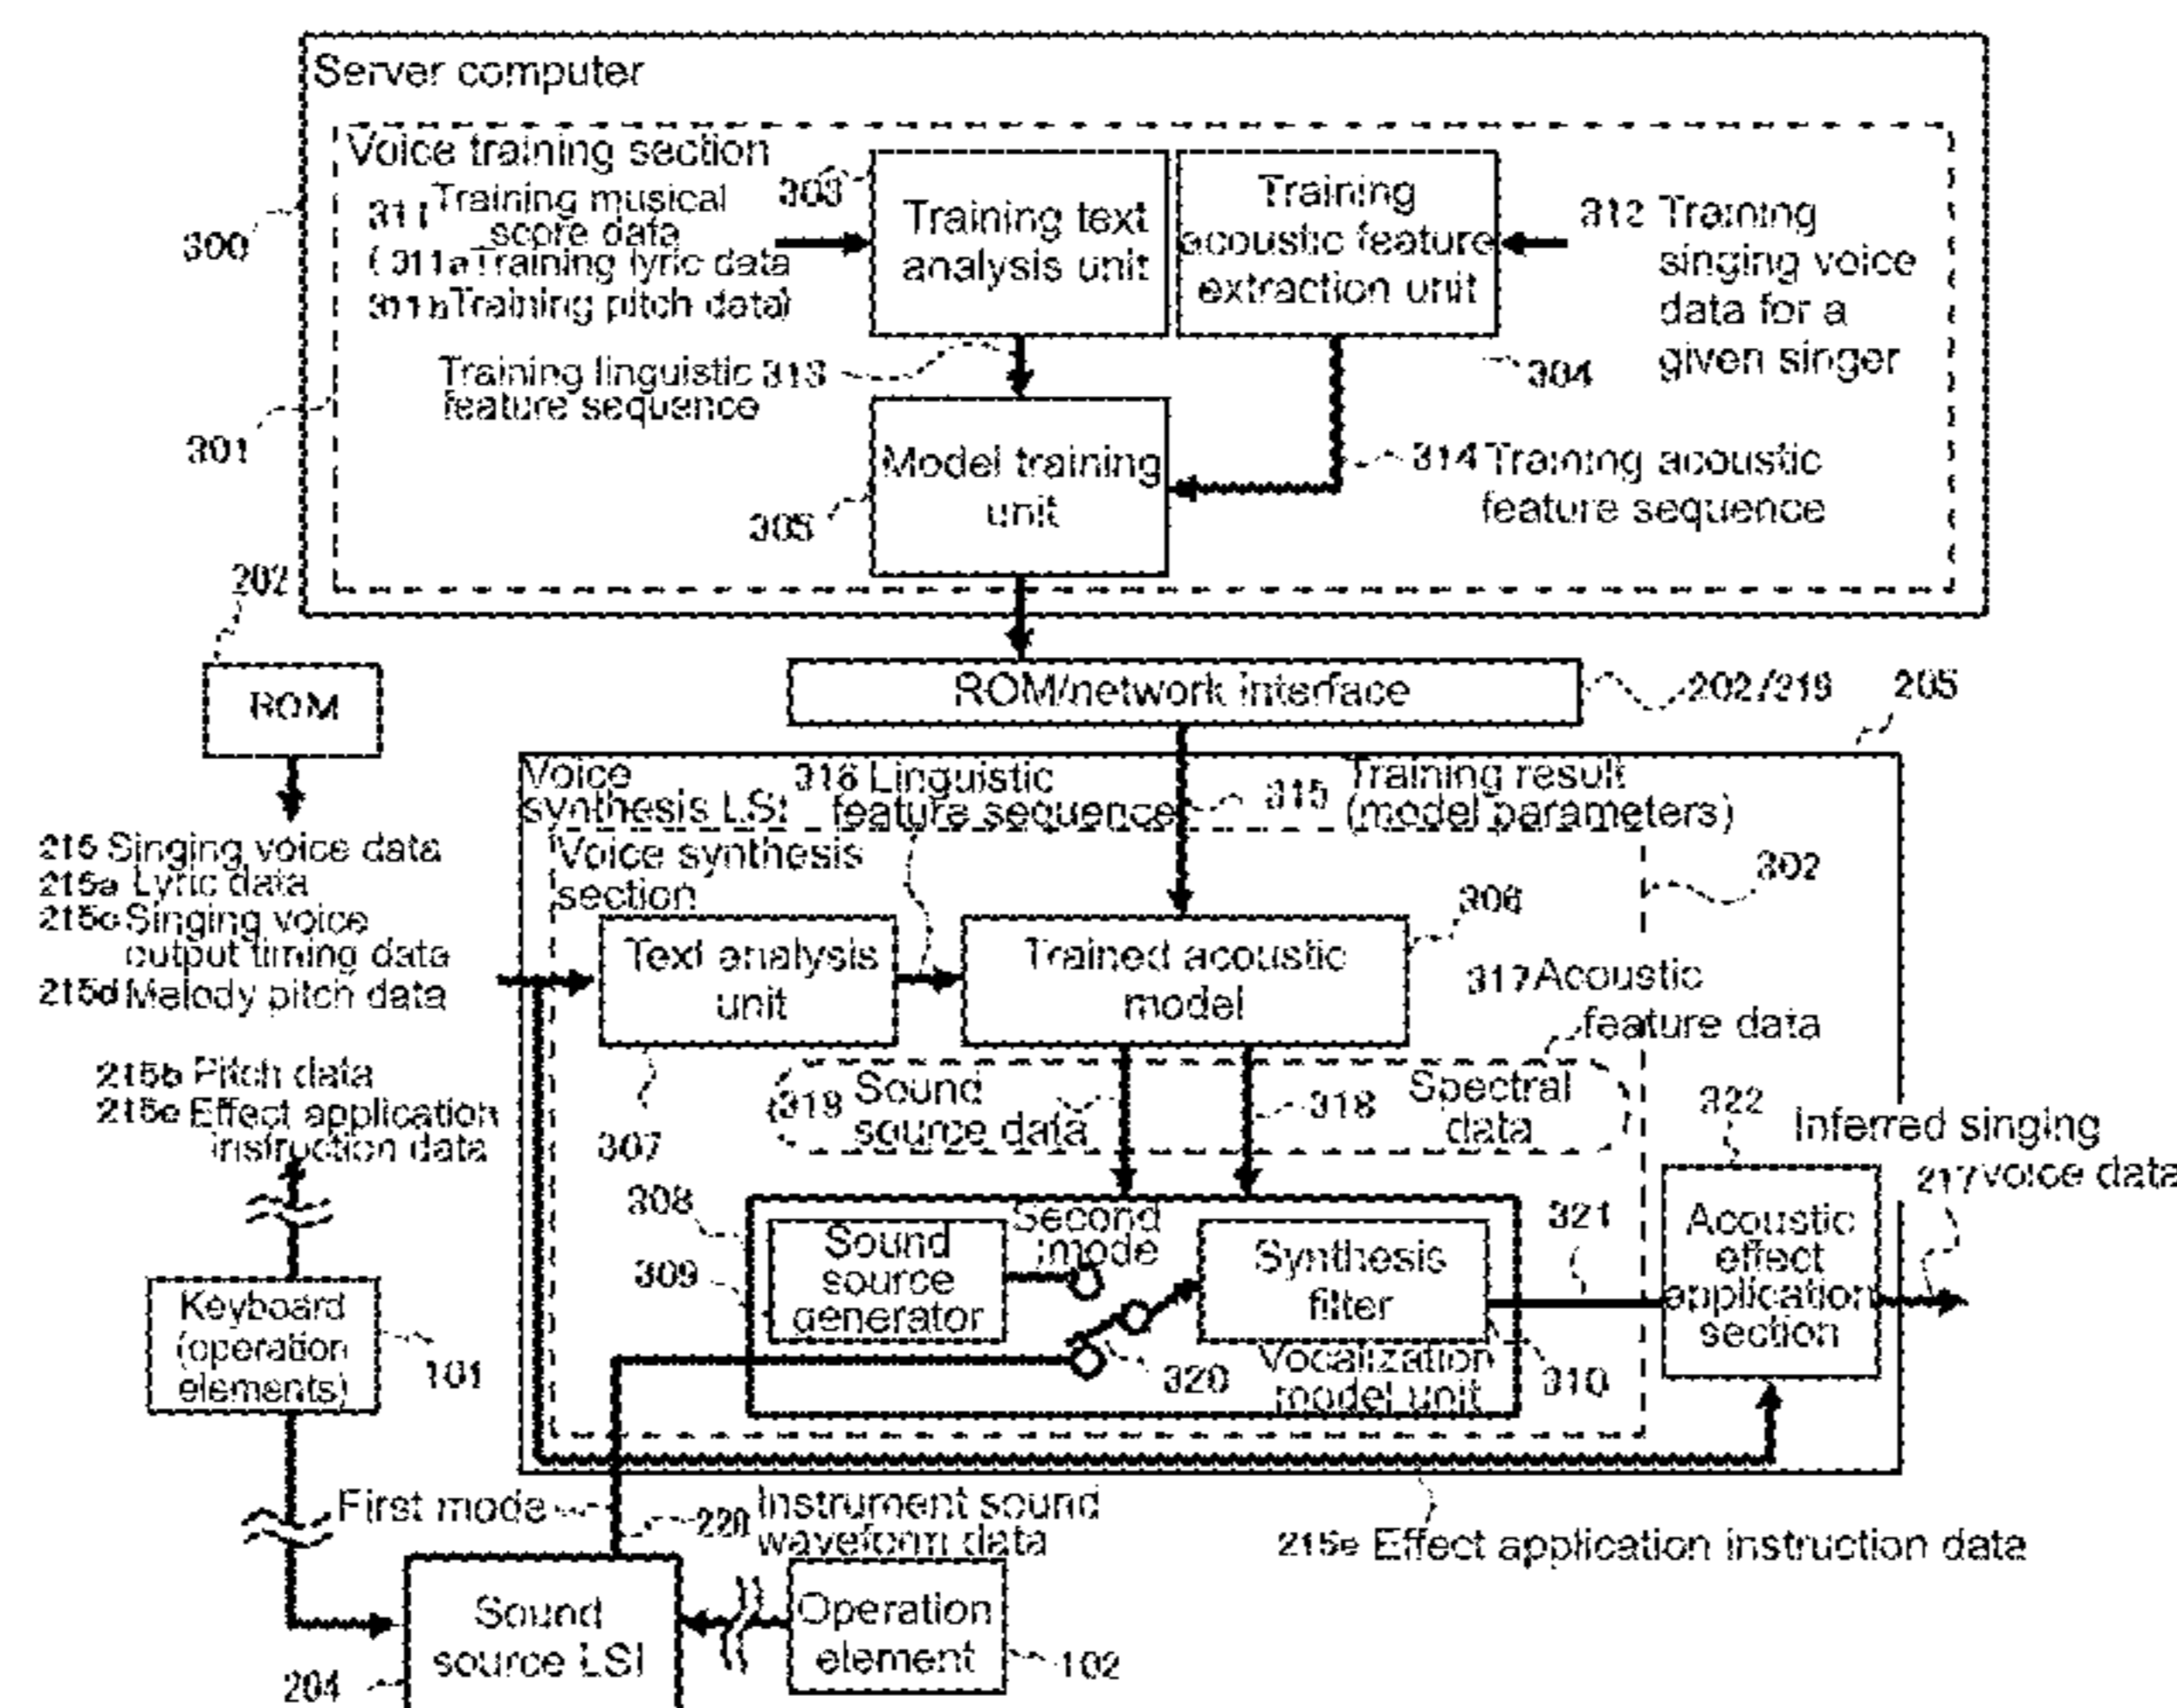 Server computer
Voice training section
311 Training musical
score data
(311a Training lyric data
311b Training pitch data)
303
Training text
analysis unit
Training
acoustic feature
extraction unit
312 Training
singing voice
data for a
given singer
300
304
Training linguistic 313
feature sequence
301
Model training
unit
305
314 Training acoustic
feature sequence
202
ROM
ROM/network interface
202/219
205
Voice
synthesis LSI
316 Linguistic
feature sequence
315
Training result
(model parameters)
Voice synthesis
section
302
215 Singing voice data
215a Lyric data
215c Singing voice
output timing data
215d Melody pitch data
Text analysis
unit
Trained acoustic
model
306
317 Acoustic
feature data
215b Pitch data
215e Effect application
instruction data
307
319 Sound
source data
318
Spectral
data
322
Inferred singing
217 voice data
308
309
Sound
source
generator
Second
mode
Synthesis
filter
321
Acoustic
effect
application
section
Keyboard
(operation
elements)
101
320
Vocalization
model unit
310
First mode
220 Instrument sound
waveform data
215e Effect application instruction data
Sound
source LSI
204
Operation
element
102